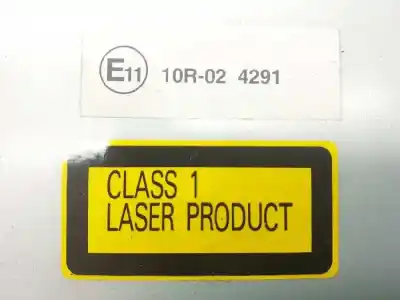 E11 10R-02 4291
CLASS 1
LASER PRODUCT